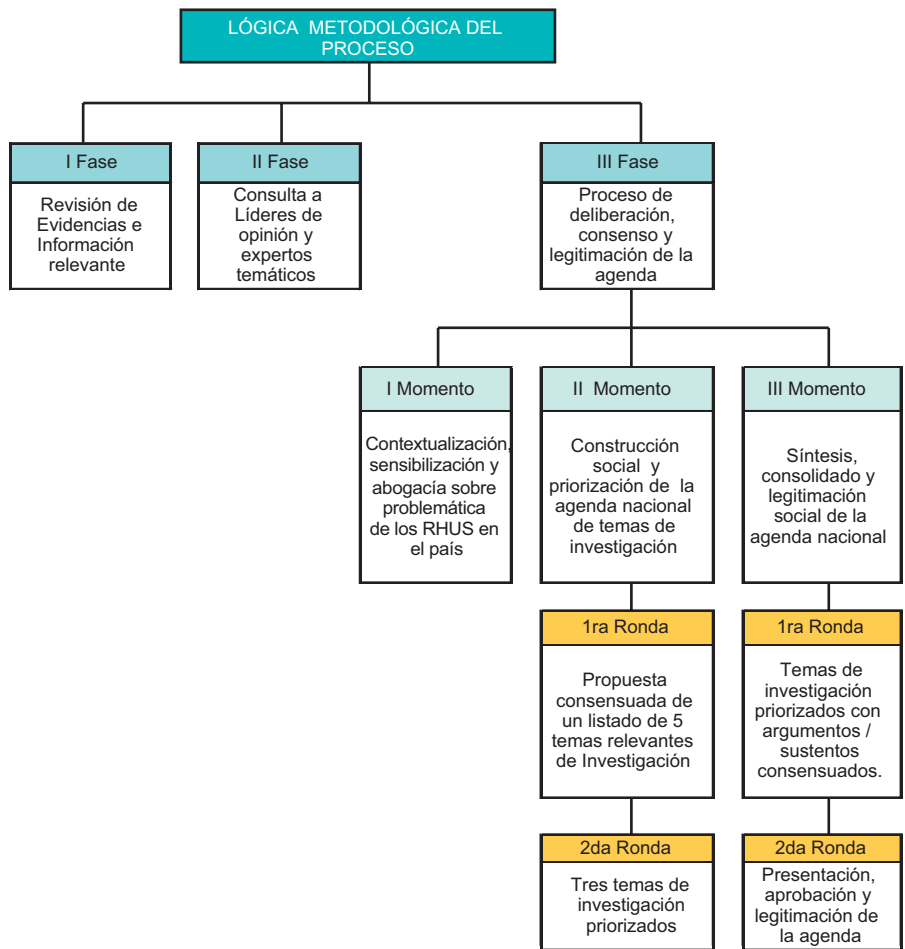 LÓGICA METODOLÓGICA DEL
PROCESO
I Fase
Revisión de
Evidencias e
Información
relevante
II Fase
Consulta a
Líderes de
opinión y
expertos
temáticos
III Fase
Proceso de
deliberación,
consenso y
legitimación de la
agenda
I Momento
Contextualización,
sensibilización y
abogacía sobre
problemática
de los RHUS en
el país
II Momento
Construcción
social y
priorización de la
agenda nacional
de temas de
investigación
1ra Ronda
Propuesta
consensuada de
un listado de 5
temas relevantes
de Investigación
2da Ronda
Tres temas de
investigación
priorizados
III Momento
Síntesis,
consolidado y
legitimación
social de la
agenda nacional
1ra Ronda
Temas de
investigación
priorizados con
argumentos /
sustentos
consensuados.
2da Ronda
Presentación,
aprobación y
legitimación de
la agenda